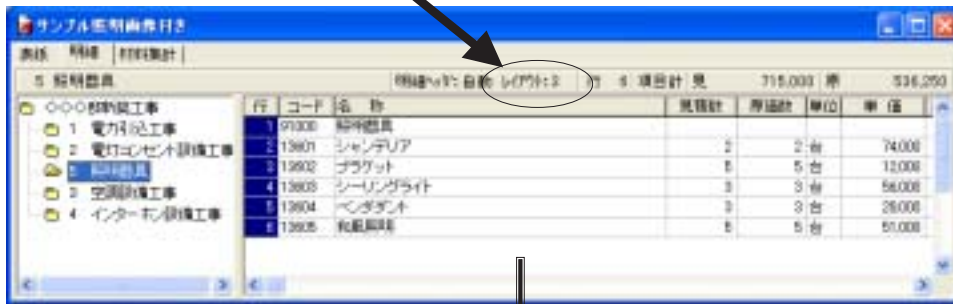 サンプル照明画像付き
表紙 明細 材料集計
5 照明器具 明細ヘッダ: 自動 レイアウト: 3 行 6 項目計 見 715,000 原 536,250
〇〇〇邸新築工事
1 電力引込工事
2 電灯コンセント設備工事
5 照明器具
3 空調設備工事
4 インターホン設備工事
行 コード 名 称 見積数 原価数 単位 単 価
1 91000 照明器具
2 13601 シャンデリア 2 2 台 74,000
3 13602 ブラケット 5 5 台 12,000
4 13603 シーリングライト 3 3 台 56,000
5 13604 ペンダント 3 3 台 28,000
6 13605 和風照明 5 5 台 51,000